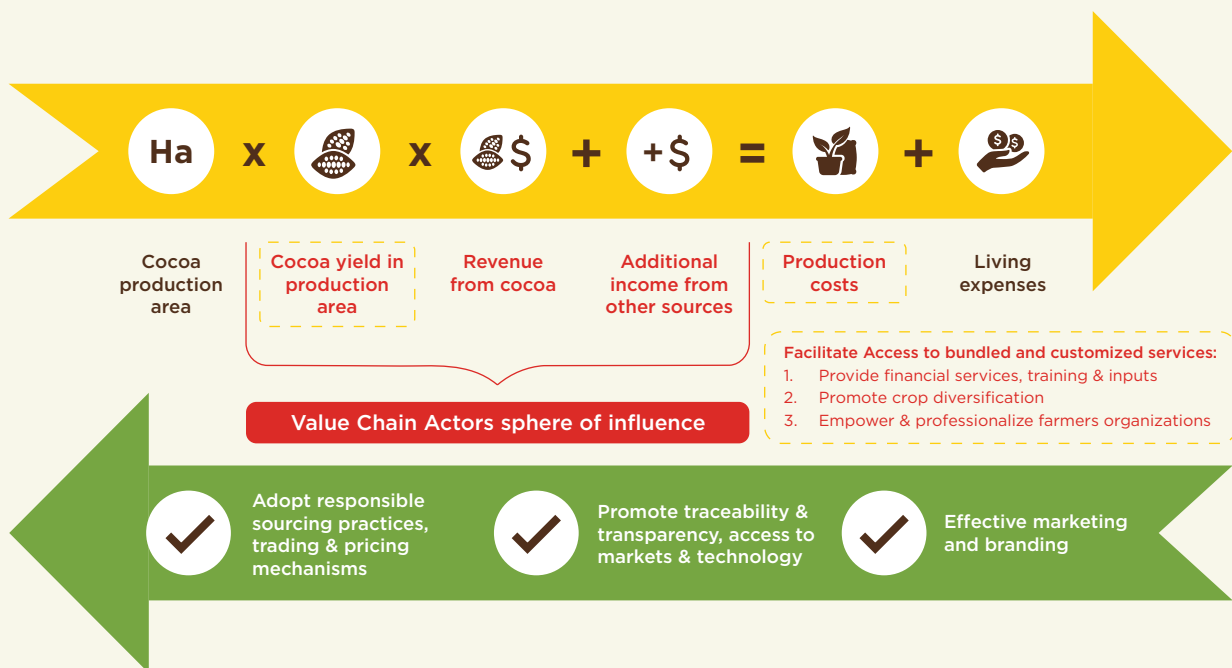 Ha x x $ + +$ = + $ $
Cocoa
production
area
Cocoa yield in
production
area
Revenue
from cocoa
Additional
income from
other sources
Production
costs
Living
expenses
Facilitate Access to bundled and customized services:
1. Provide financial services, training & inputs
2. Promote crop diversification
3. Empower & professionalize farmers organizations
Value Chain Actors sphere of influence
Adopt responsible
sourcing practices,
trading & pricing
mechanisms
Promote traceability &
transparency, access to
markets & technology
Effective marketing
and branding